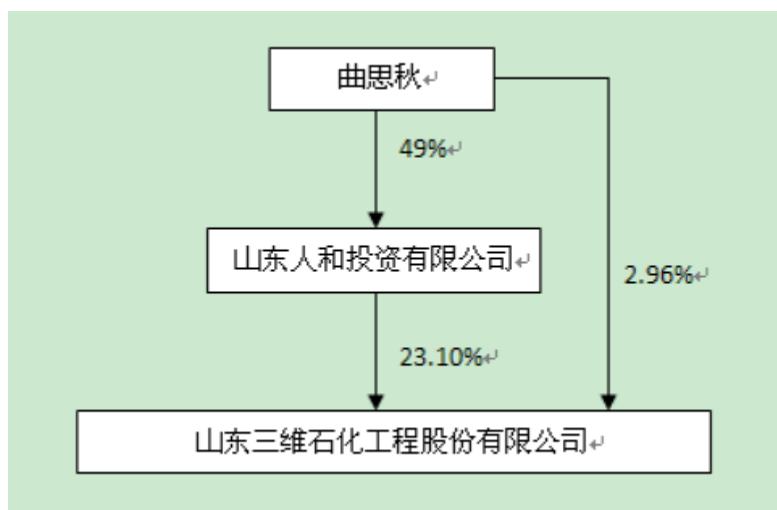 曲思秋
49%
山东人和投资有限公司
2.96%
23.10%
山东三维石化工程股份有限公司